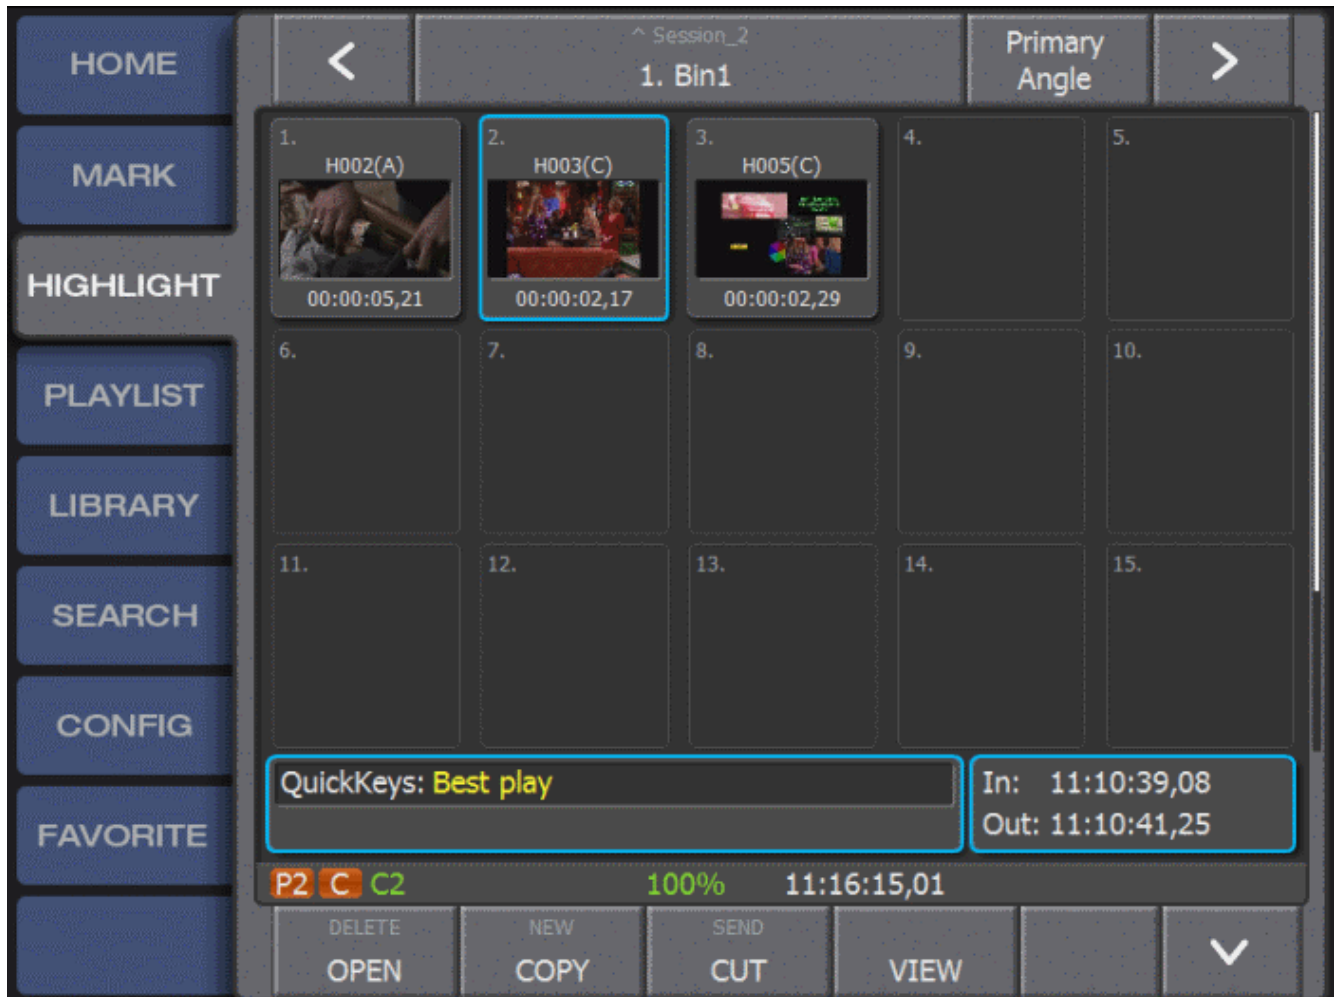 HOME
MARK
HIGHLIGHT
PLAYLIST
LIBRARY
SEARCH
CONFIG
FAVORITE
<
^ Session_2
1. Bin1
Primary
Angle
>
1.
H002(A)
00:00:05,21
2.
H003(C)
00:00:02,17
3.
H005(C)
00:00:02,29
4.
5.
6.
7.
8.
9.
10.
11.
12.
13.
14.
15.
QuickKeys: Best play
In: 11:10:39,08
Out: 11:10:41,25
P2 C C2 100% 11:16:15,01
DELETE
OPEN
NEW
COPY
SEND
CUT
VIEW